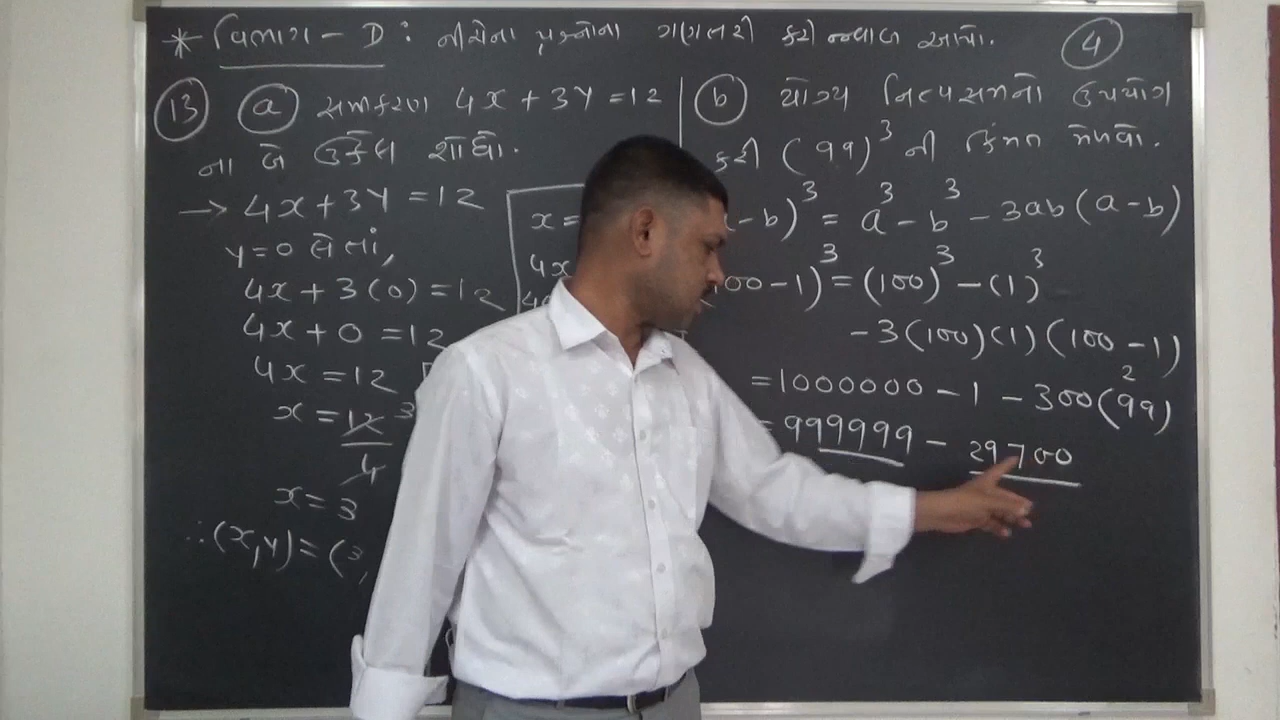 * વિભાગ - D : નીચેના પ્રશ્નોના ગણતરી કરી જવાબ આપો. 4
13 a સમીકરણ 4x + 3y = 12
ના બે ઉકેલ શોધો.
→ 4x + 3y = 12
y = 0 લેતાં,
4x + 3(0) = 12
4x + 0 = 12
4x = 12
x = 12 3
4
x = 3
∴ (x, y) = (3,
x =
4x
b યોગ્ય નિત્યસમનો ઉપયોગ
કરી (99)³ ની કિંમત મેળવો.
- b)³ = a³ - b³ - 3ab (a - b)
100 - 1)³ = (100)³ - (1)³
- 3(100)(1)(100 - 1)
= 1000000 - 1 - 300(99)
2
= 999999 - 29700